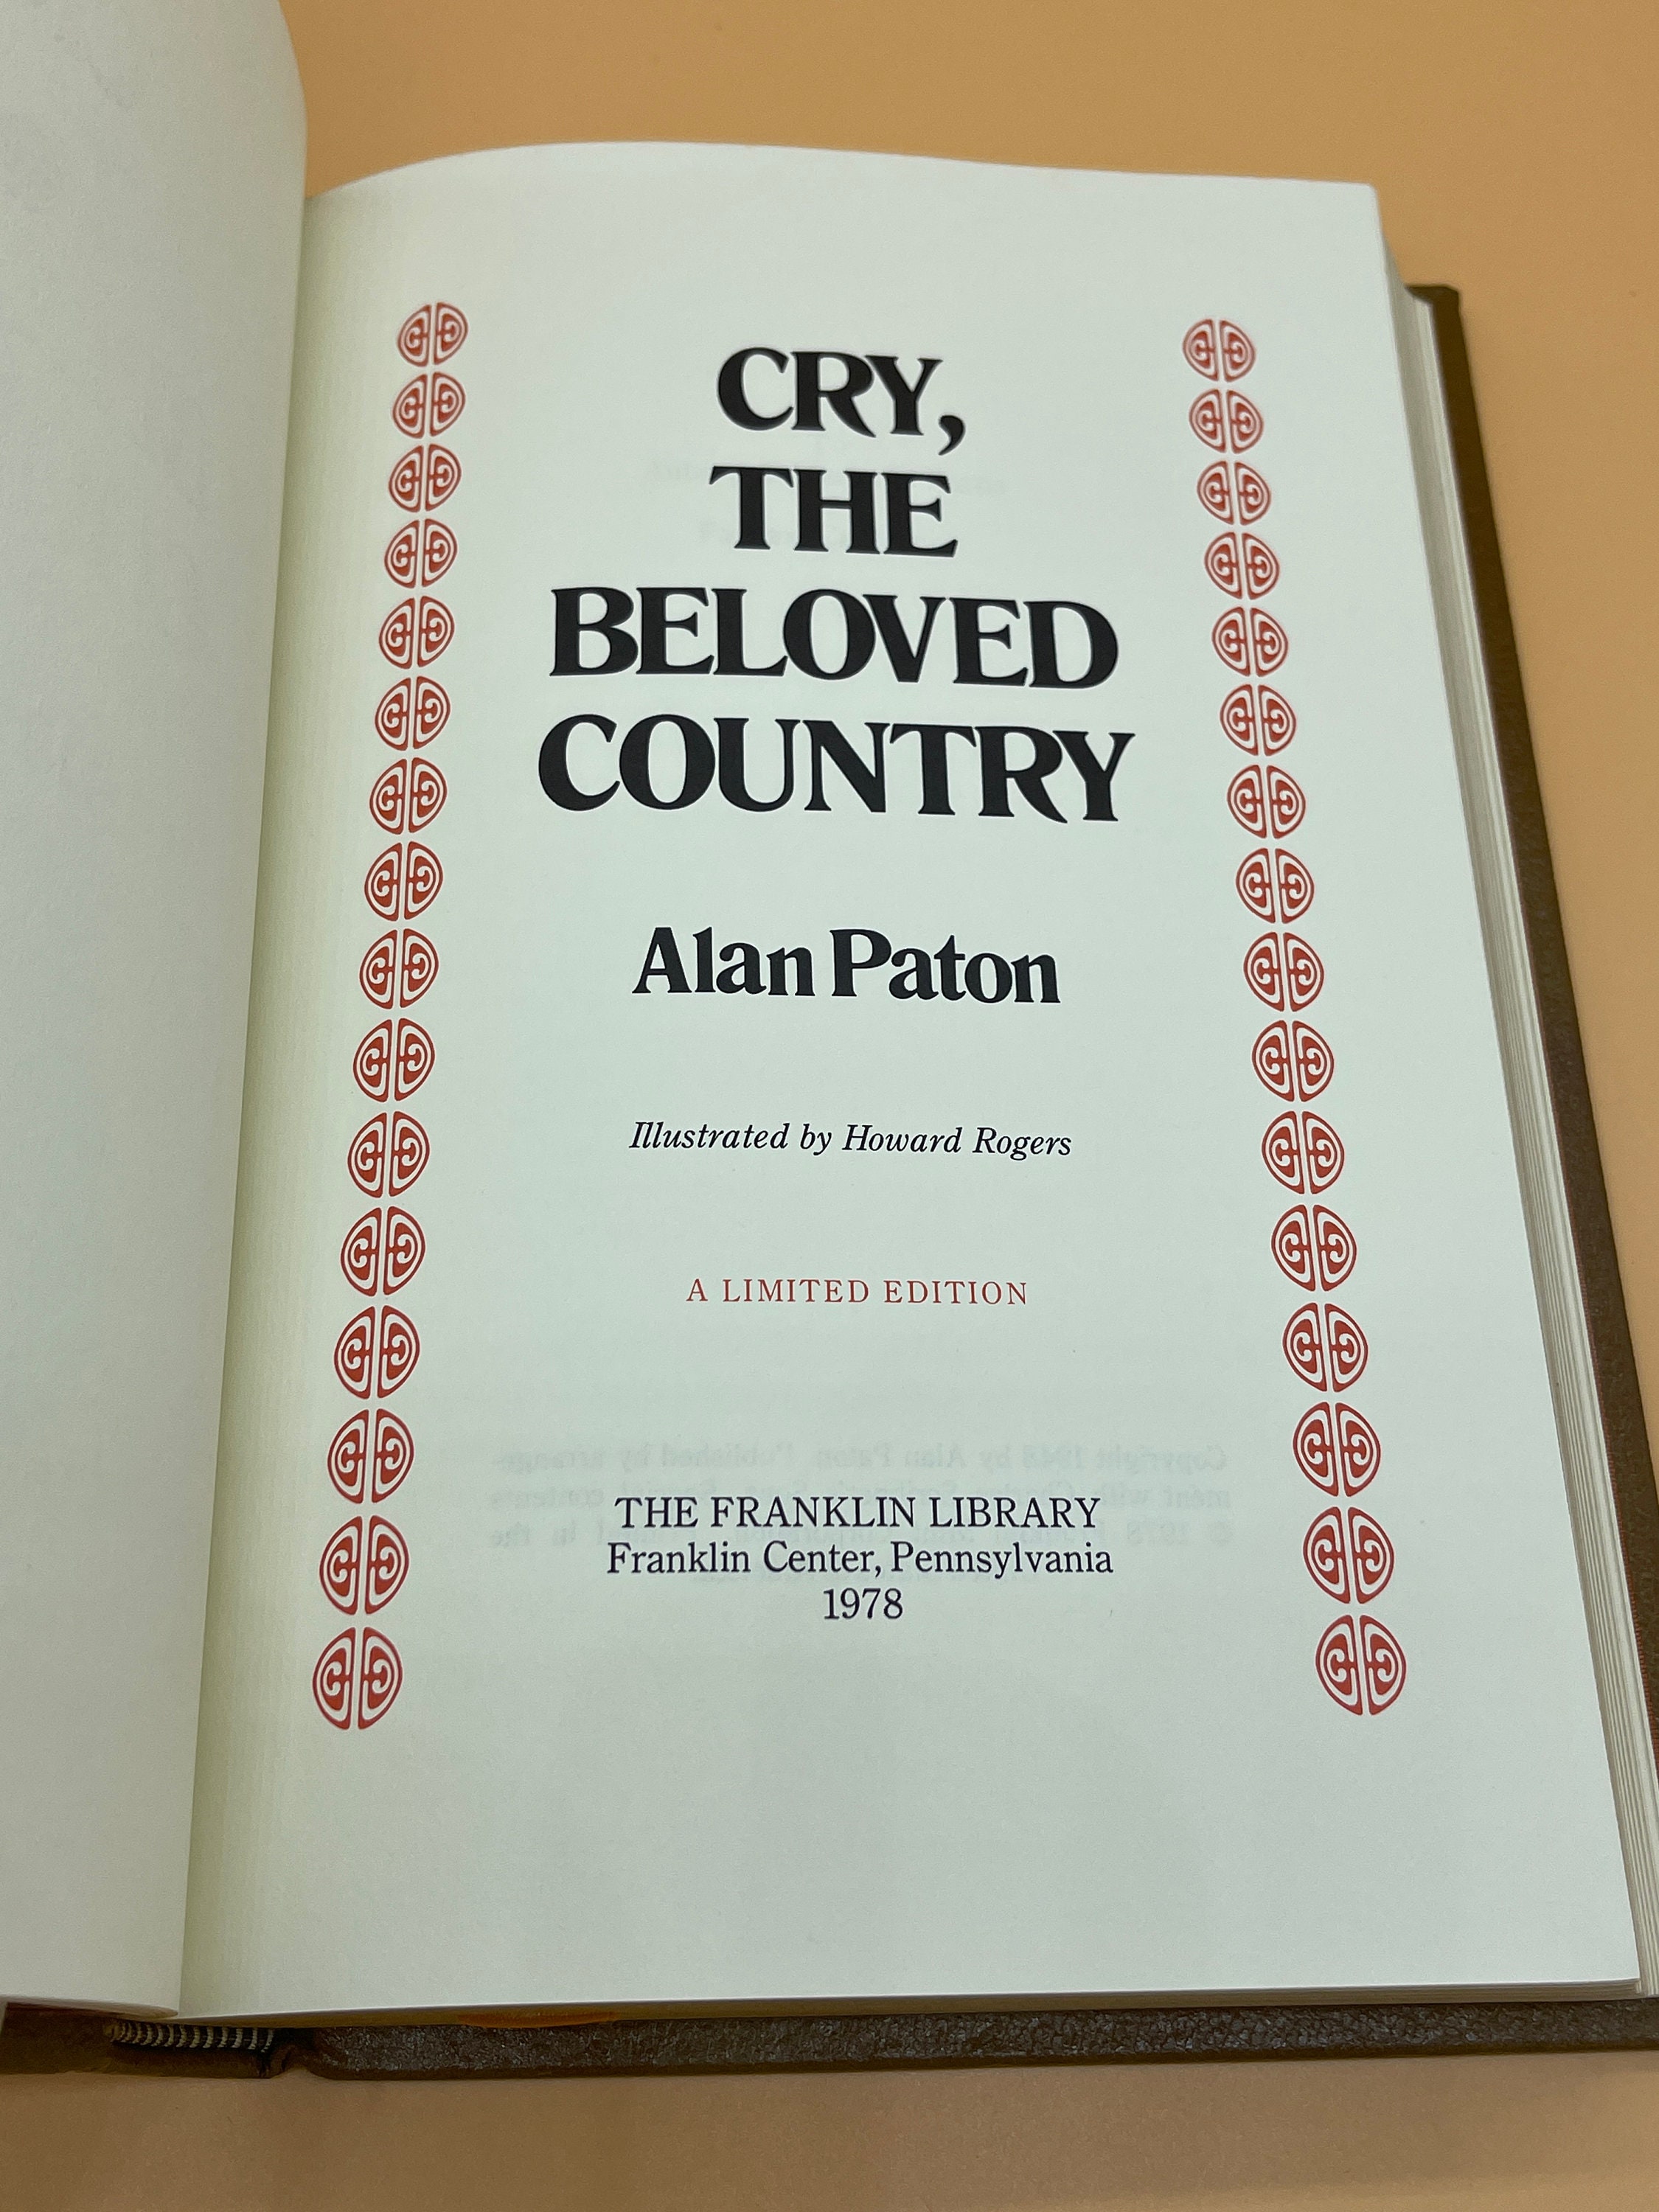 CRY,
THE
BELOVED
COUNTRY
Alan Paton
Illustrated by Howard Rogers
A LIMITED EDITION
THE FRANKLIN LIBRARY
Franklin Center, Pennsylvania
1978